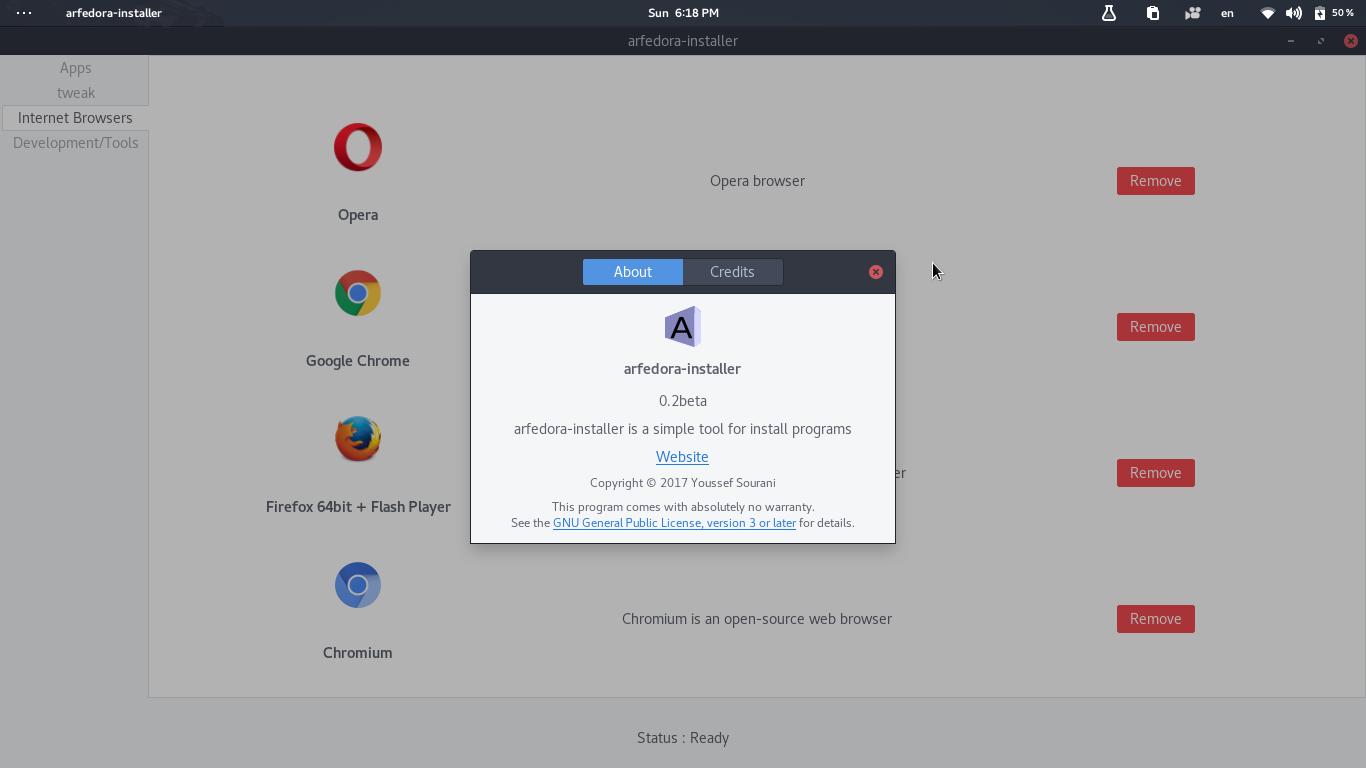 arfedora-installer
Sun 6:18 PM
en
50 %
arfedora-installer
Apps
tweak
Internet Browsers
Development/Tools
Opera
Opera browser
Remove
Google Chrome
Remove
Firefox 64bit + Flash Player
er
Remove
Chromium
Chromium is an open-source web browser
Remove
About
Credits
A
arfedora-installer
0.2beta
arfedora-installer is a simple tool for install programs
Website
Copyright © 2017 Youssef Sourani
This program comes with absolutely no warranty.
See the GNU General Public License, version 3 or later for details.
Status : Ready